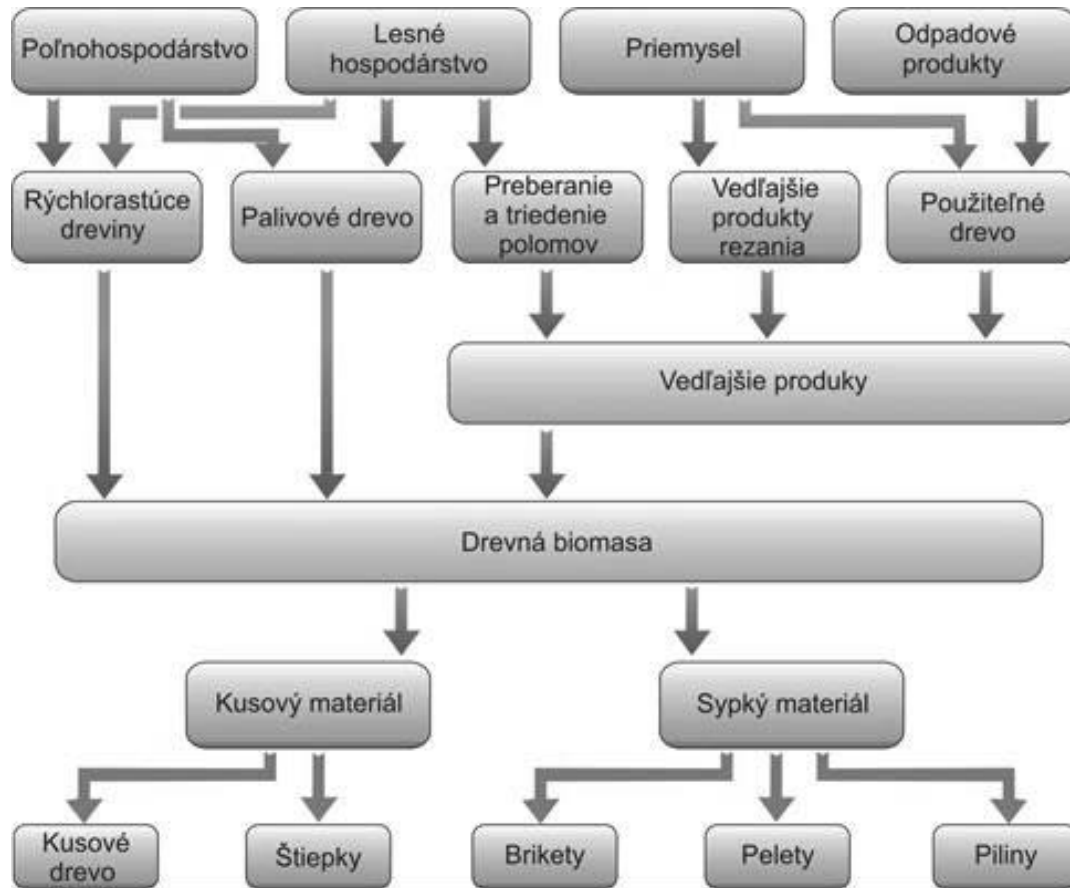 Poľnohospodárstvo
Lesné
hospodárstvo
Priemysel
Odpadové
produkty
Rýchlorastúce
dreviny
Palivové drevo
Preberanie
a triedenie
polomov
Vedľajšie
produkty
rezania
Použiteľné
drevo
Vedľajšie produky
Drevná biomasa
Kusový materiál
Sypký materiál
Kusové
drevo
Štiepky
Brikety
Pelety
Piliny